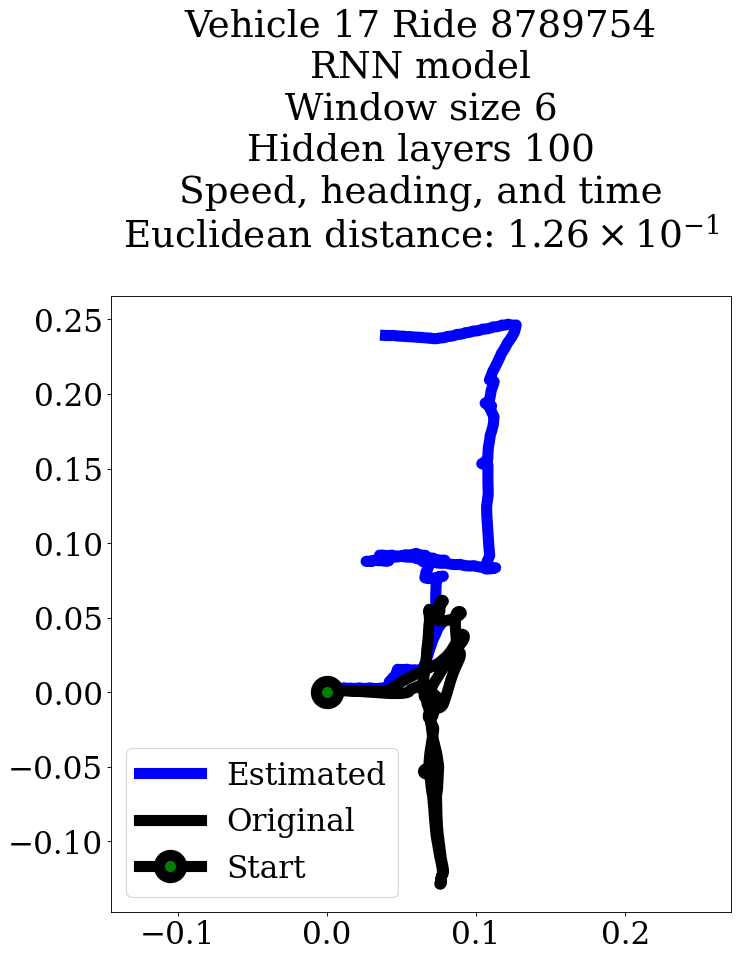 Vehicle 17 Ride 8789754
RNN model
Window size 6
Hidden layers 100
Speed, heading, and time
Euclidean distance: 1.26 × 10⁻¹
0.25
0.20
0.15
0.10
0.05
0.00
−0.05
−0.10
Estimated
Original
Start
−0.1 0.0 0.1 0.2